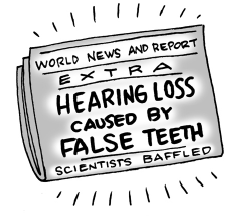 WORLD NEWS AND REPORT
EXTRA
HEARING LOSS
CAUSED BY
FALSE TEETH
SCIENTISTS BAFFLED